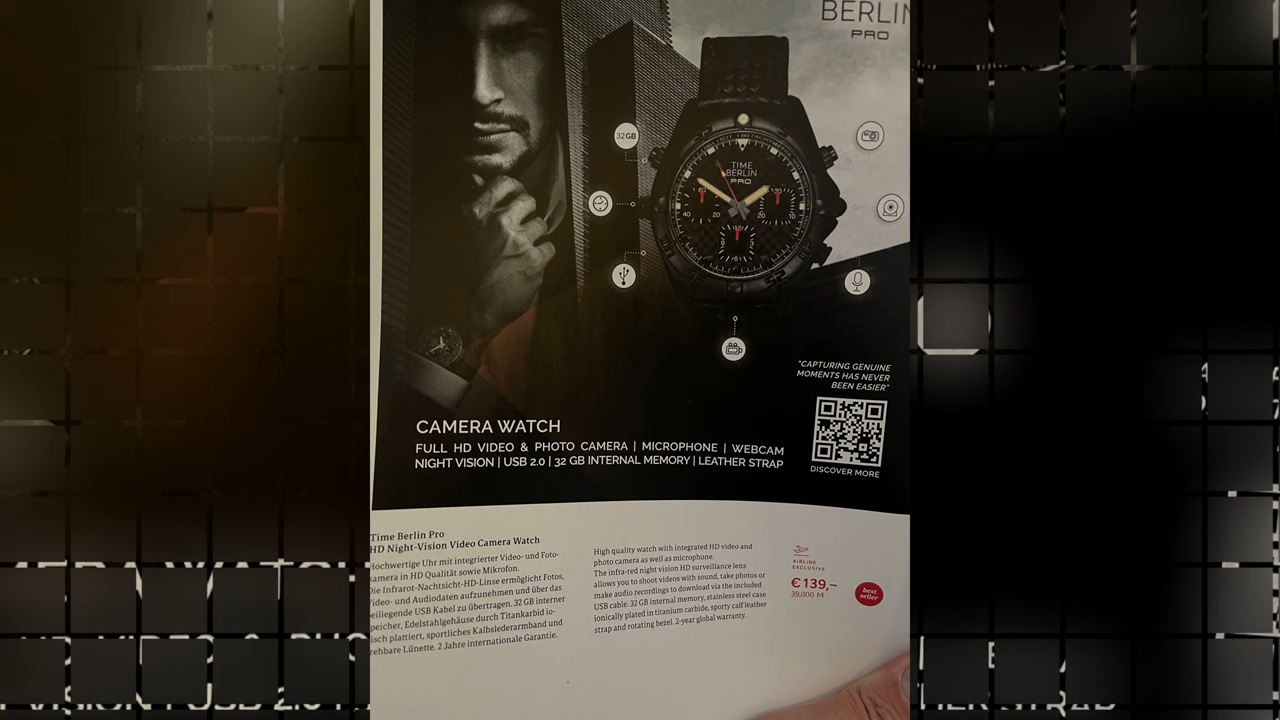 BERLIN
PRO
32GB
TIME
BERLIN
PRO
60
30
40
20
20
10
"CAPTURING GENUINE
MOMENTS HAS NEVER
BEEN EASIER"
CAMERA WATCH
FULL HD VIDEO & PHOTO CAMERA | MICROPHONE | WEBCAM
NIGHT VISION | USB 2.0 | 32 GB INTERNAL MEMORY | LEATHER STRAP
DISCOVER MORE
Time Berlin Pro
HD Night-Vision Video Camera Watch
Hochwertige Uhr mit integrierter Video- und Foto-
kamera in HD Qualität sowie Mikrofon.
Die Infrarot-Nachtsicht-HD-Linse ermöglicht Fotos,
Video- und Audiodaten aufzunehmen und über das
beiliegende USB Kabel zu übertragen. 32 GB interner
Speicher, Edelstahlgehäuse durch Titankarbid io-
nisch plattiert, sportliches Kalbslederarmband und
drehbare Lünette. 2 Jahre internationale Garantie.
High quality watch with integrated HD video and
photo camera as well as microphone.
The infra-red night vision HD surveillance lens
allows you to shoot videos with sound, take photos or
make audio recordings to download via the included
USB cable. 32 GB internal memory, stainless steel case
ionically plated in titanium carbide, sporty calf leather
strap and rotating bezel. 2-year global warranty.
AIRLINE
EXCLUSIVE
€ 139,–
39,000 M
best
seller